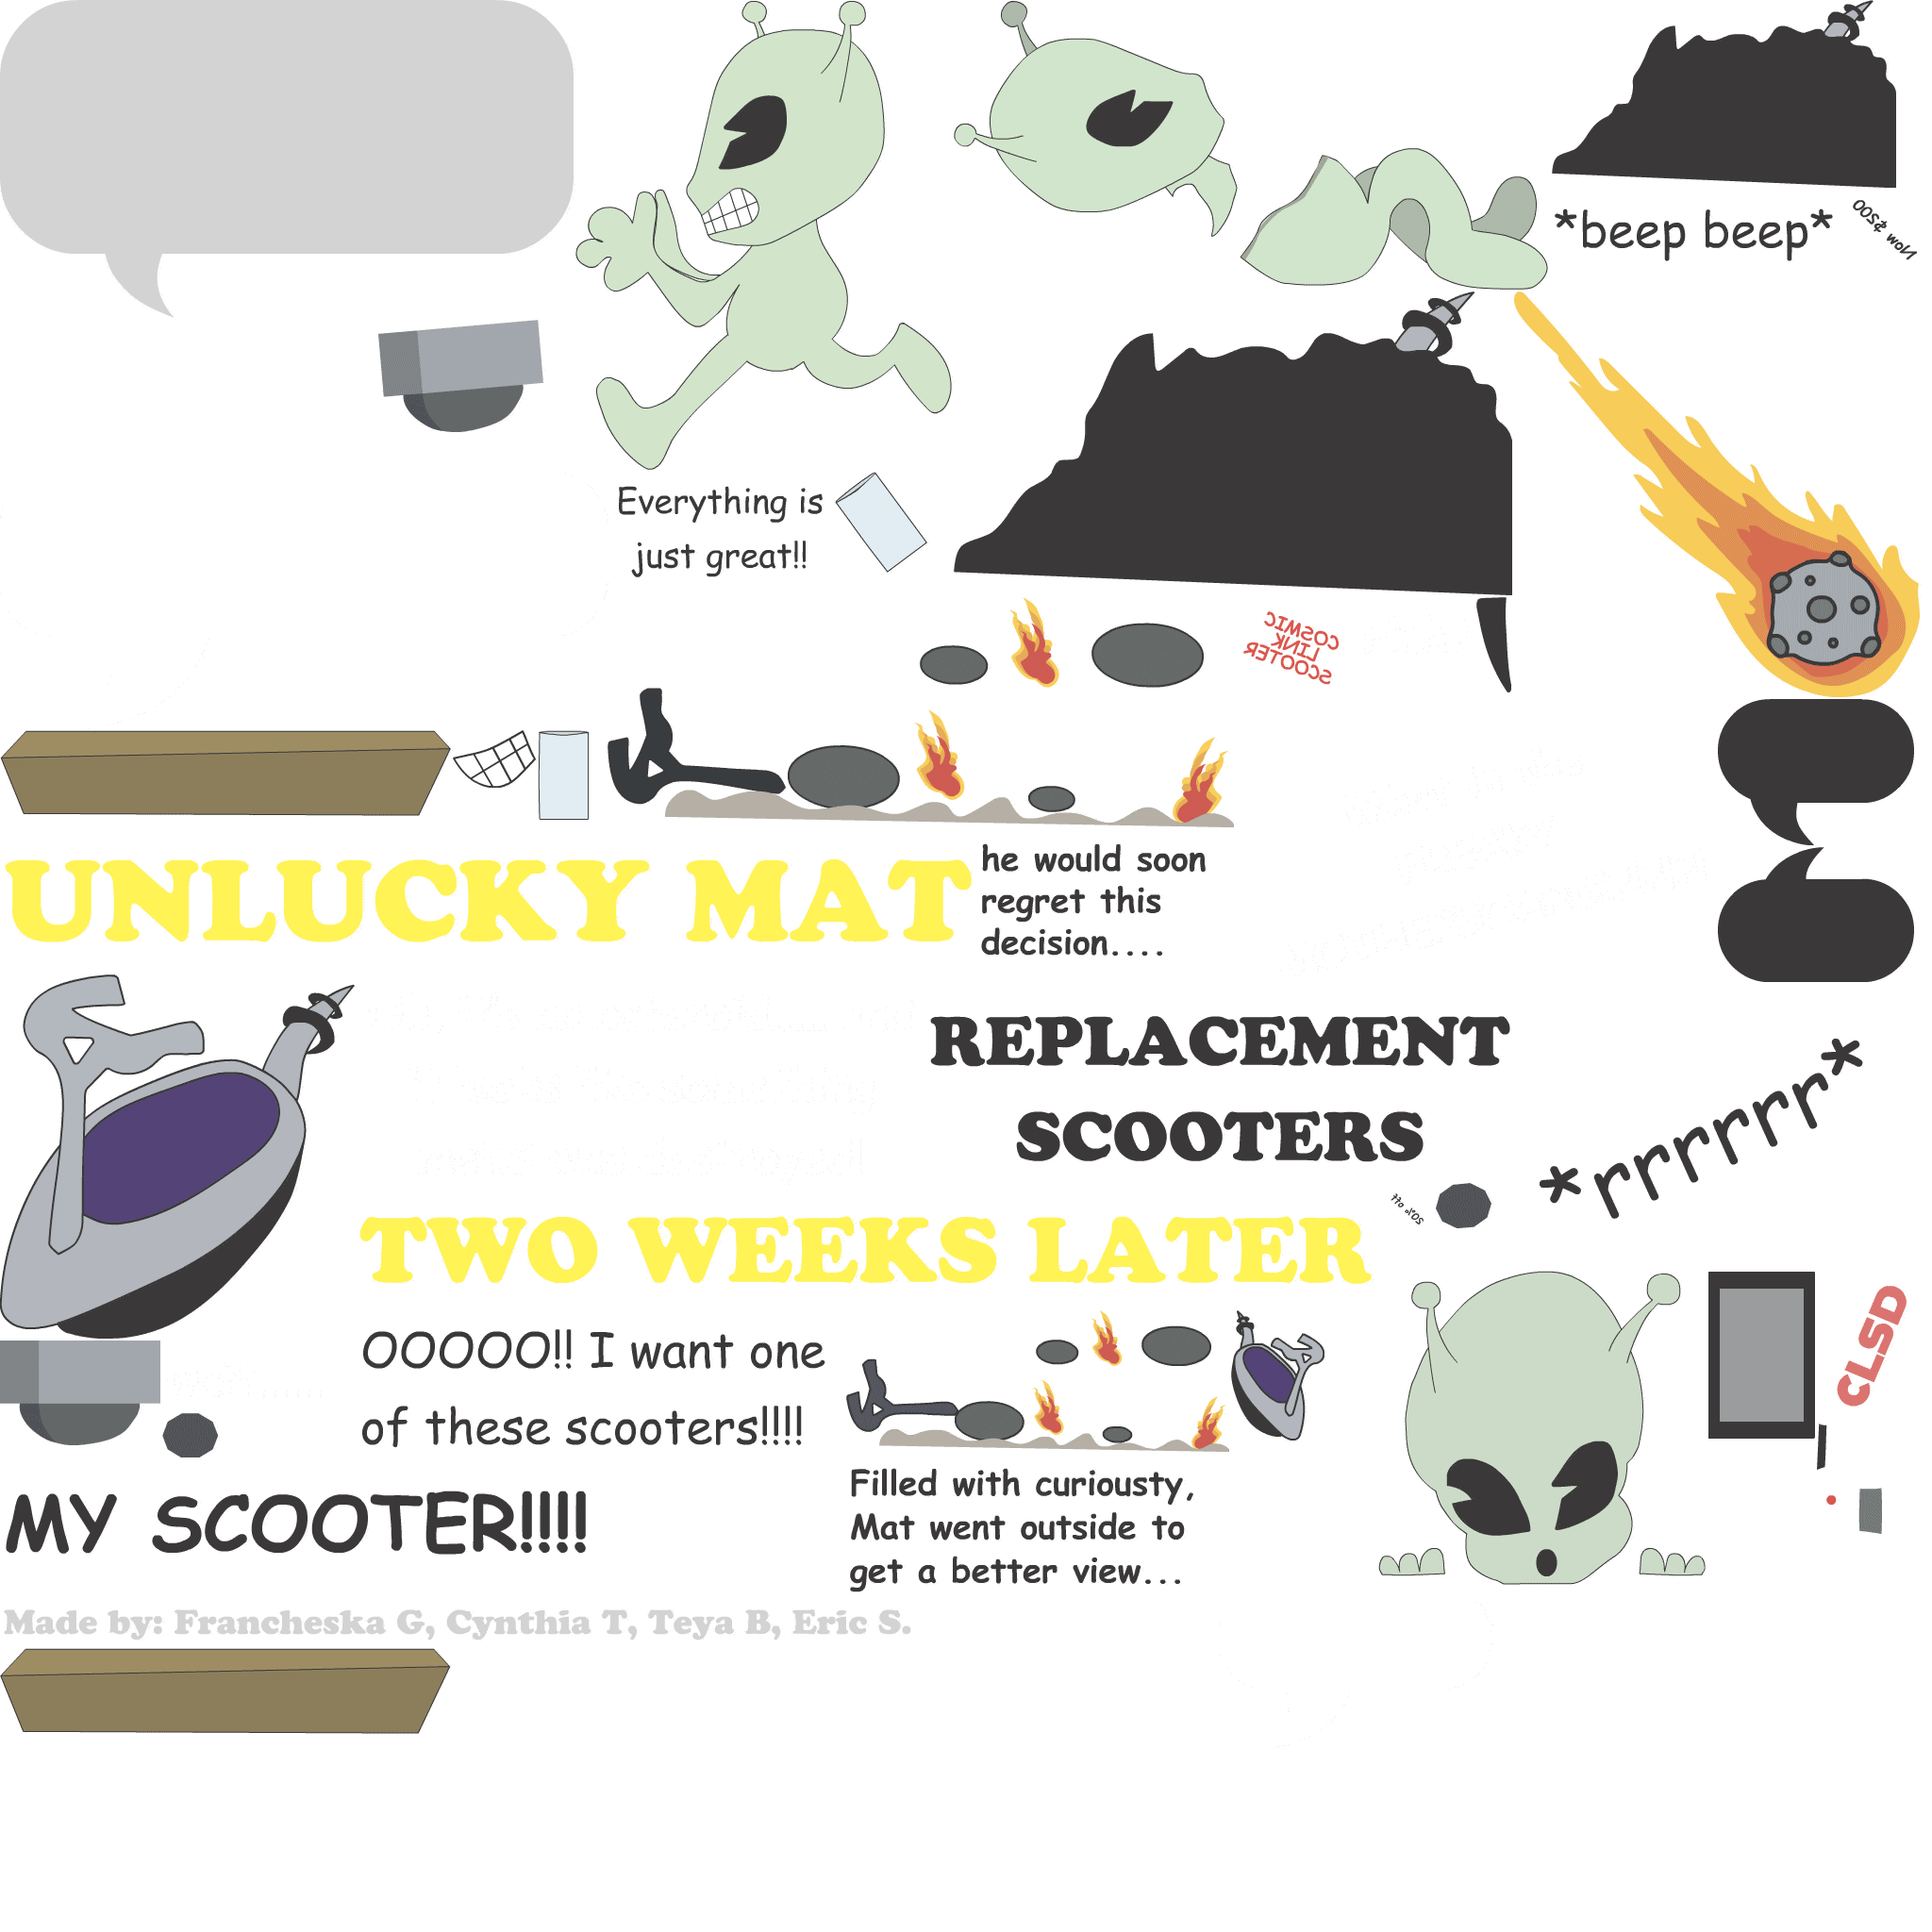 *beep beep*
Now $200
Everything is
just great!!
COSMIC
LINK
SCOOTER
UNLUCKY MAT
he would soon
regret this
decision....
REPLACEMENT
SCOOTERS
*rrrrrrr*
50% off
TWO WEEKS LATER
CLSD
OOOOO!! I want one
of these scooters!!!!
MY SCOOTER!!!!
Filled with curiousty,
Mat went outside to
get a better view...
Made by: Francheska G, Cynthia T, Teya B, Eric S.